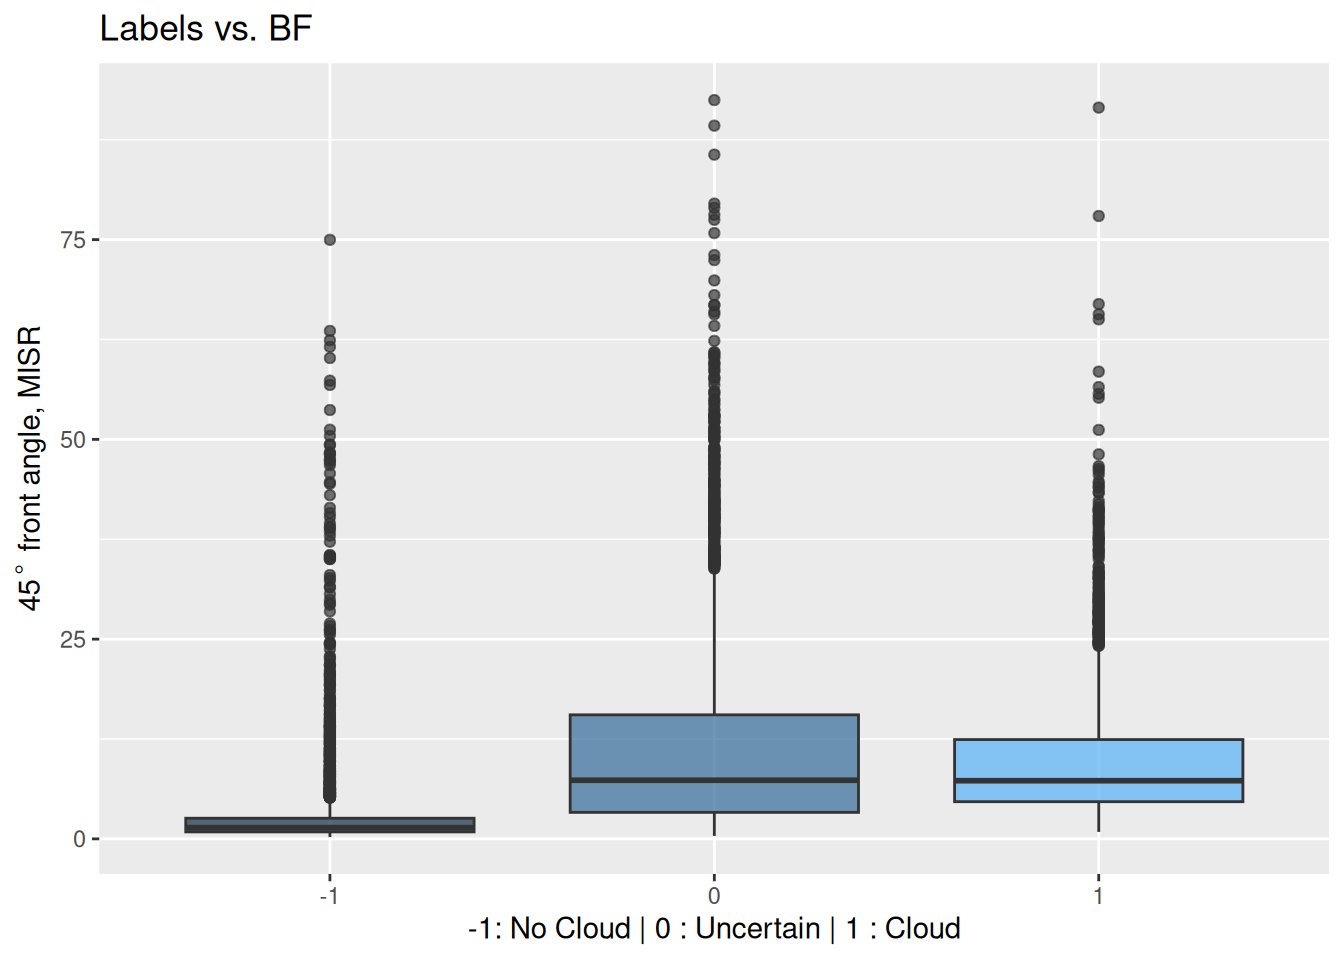 Labels vs. BF
45° front angle, MISR
75
50
25
0
-1
0
1
-1: No Cloud | 0 : Uncertain | 1 : Cloud